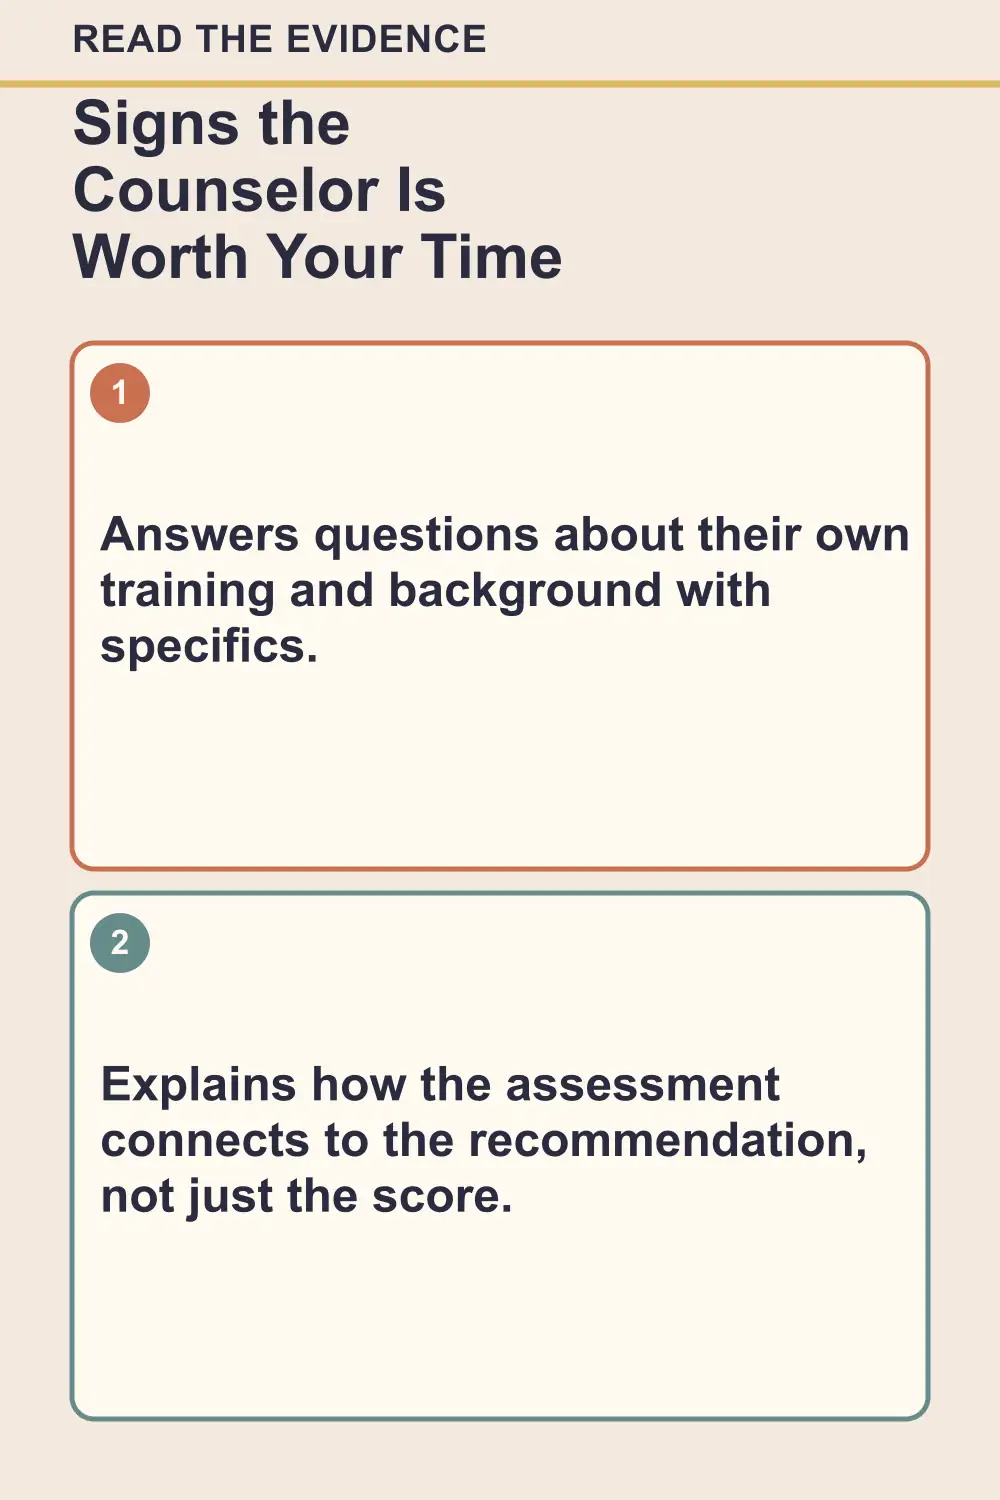 READ THE EVIDENCE
Signs the
Counselor Is
Worth Your Time
1
Answers questions about their own
training and background with
specifics.
2
Explains how the assessment
connects to the recommendation,
not just the score.